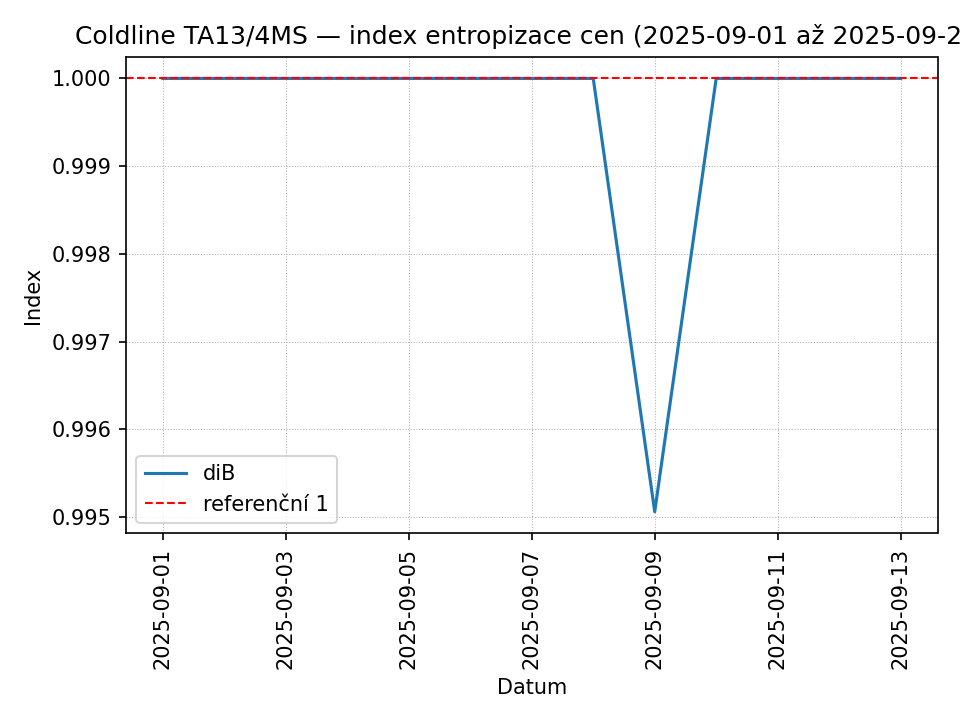 Coldline TA13/4MS — index entropizace cen (2025-09-01 až 2025-09-2
1.000
0.999
0.998
0.997
0.996
0.995
Index
diB
referenční 1
2025-09-01
2025-09-03
2025-09-05
2025-09-07
2025-09-09
2025-09-11
2025-09-13
Datum